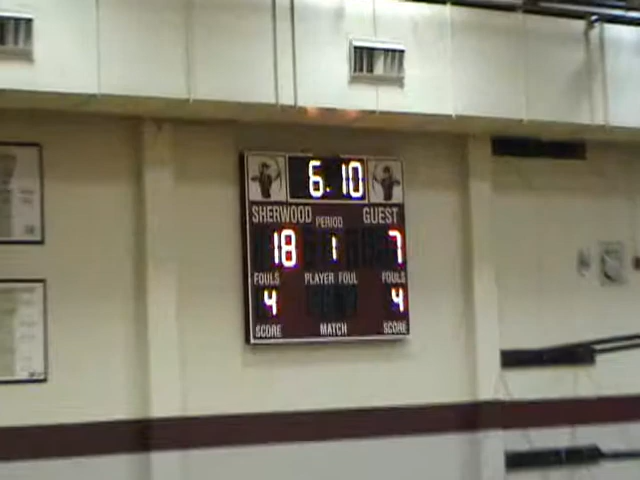 6.10
SHERWOOD PERIOD GUEST
18 1 7
FOULS PLAYER FOUL FOULS
4 4
SCORE MATCH SCORE